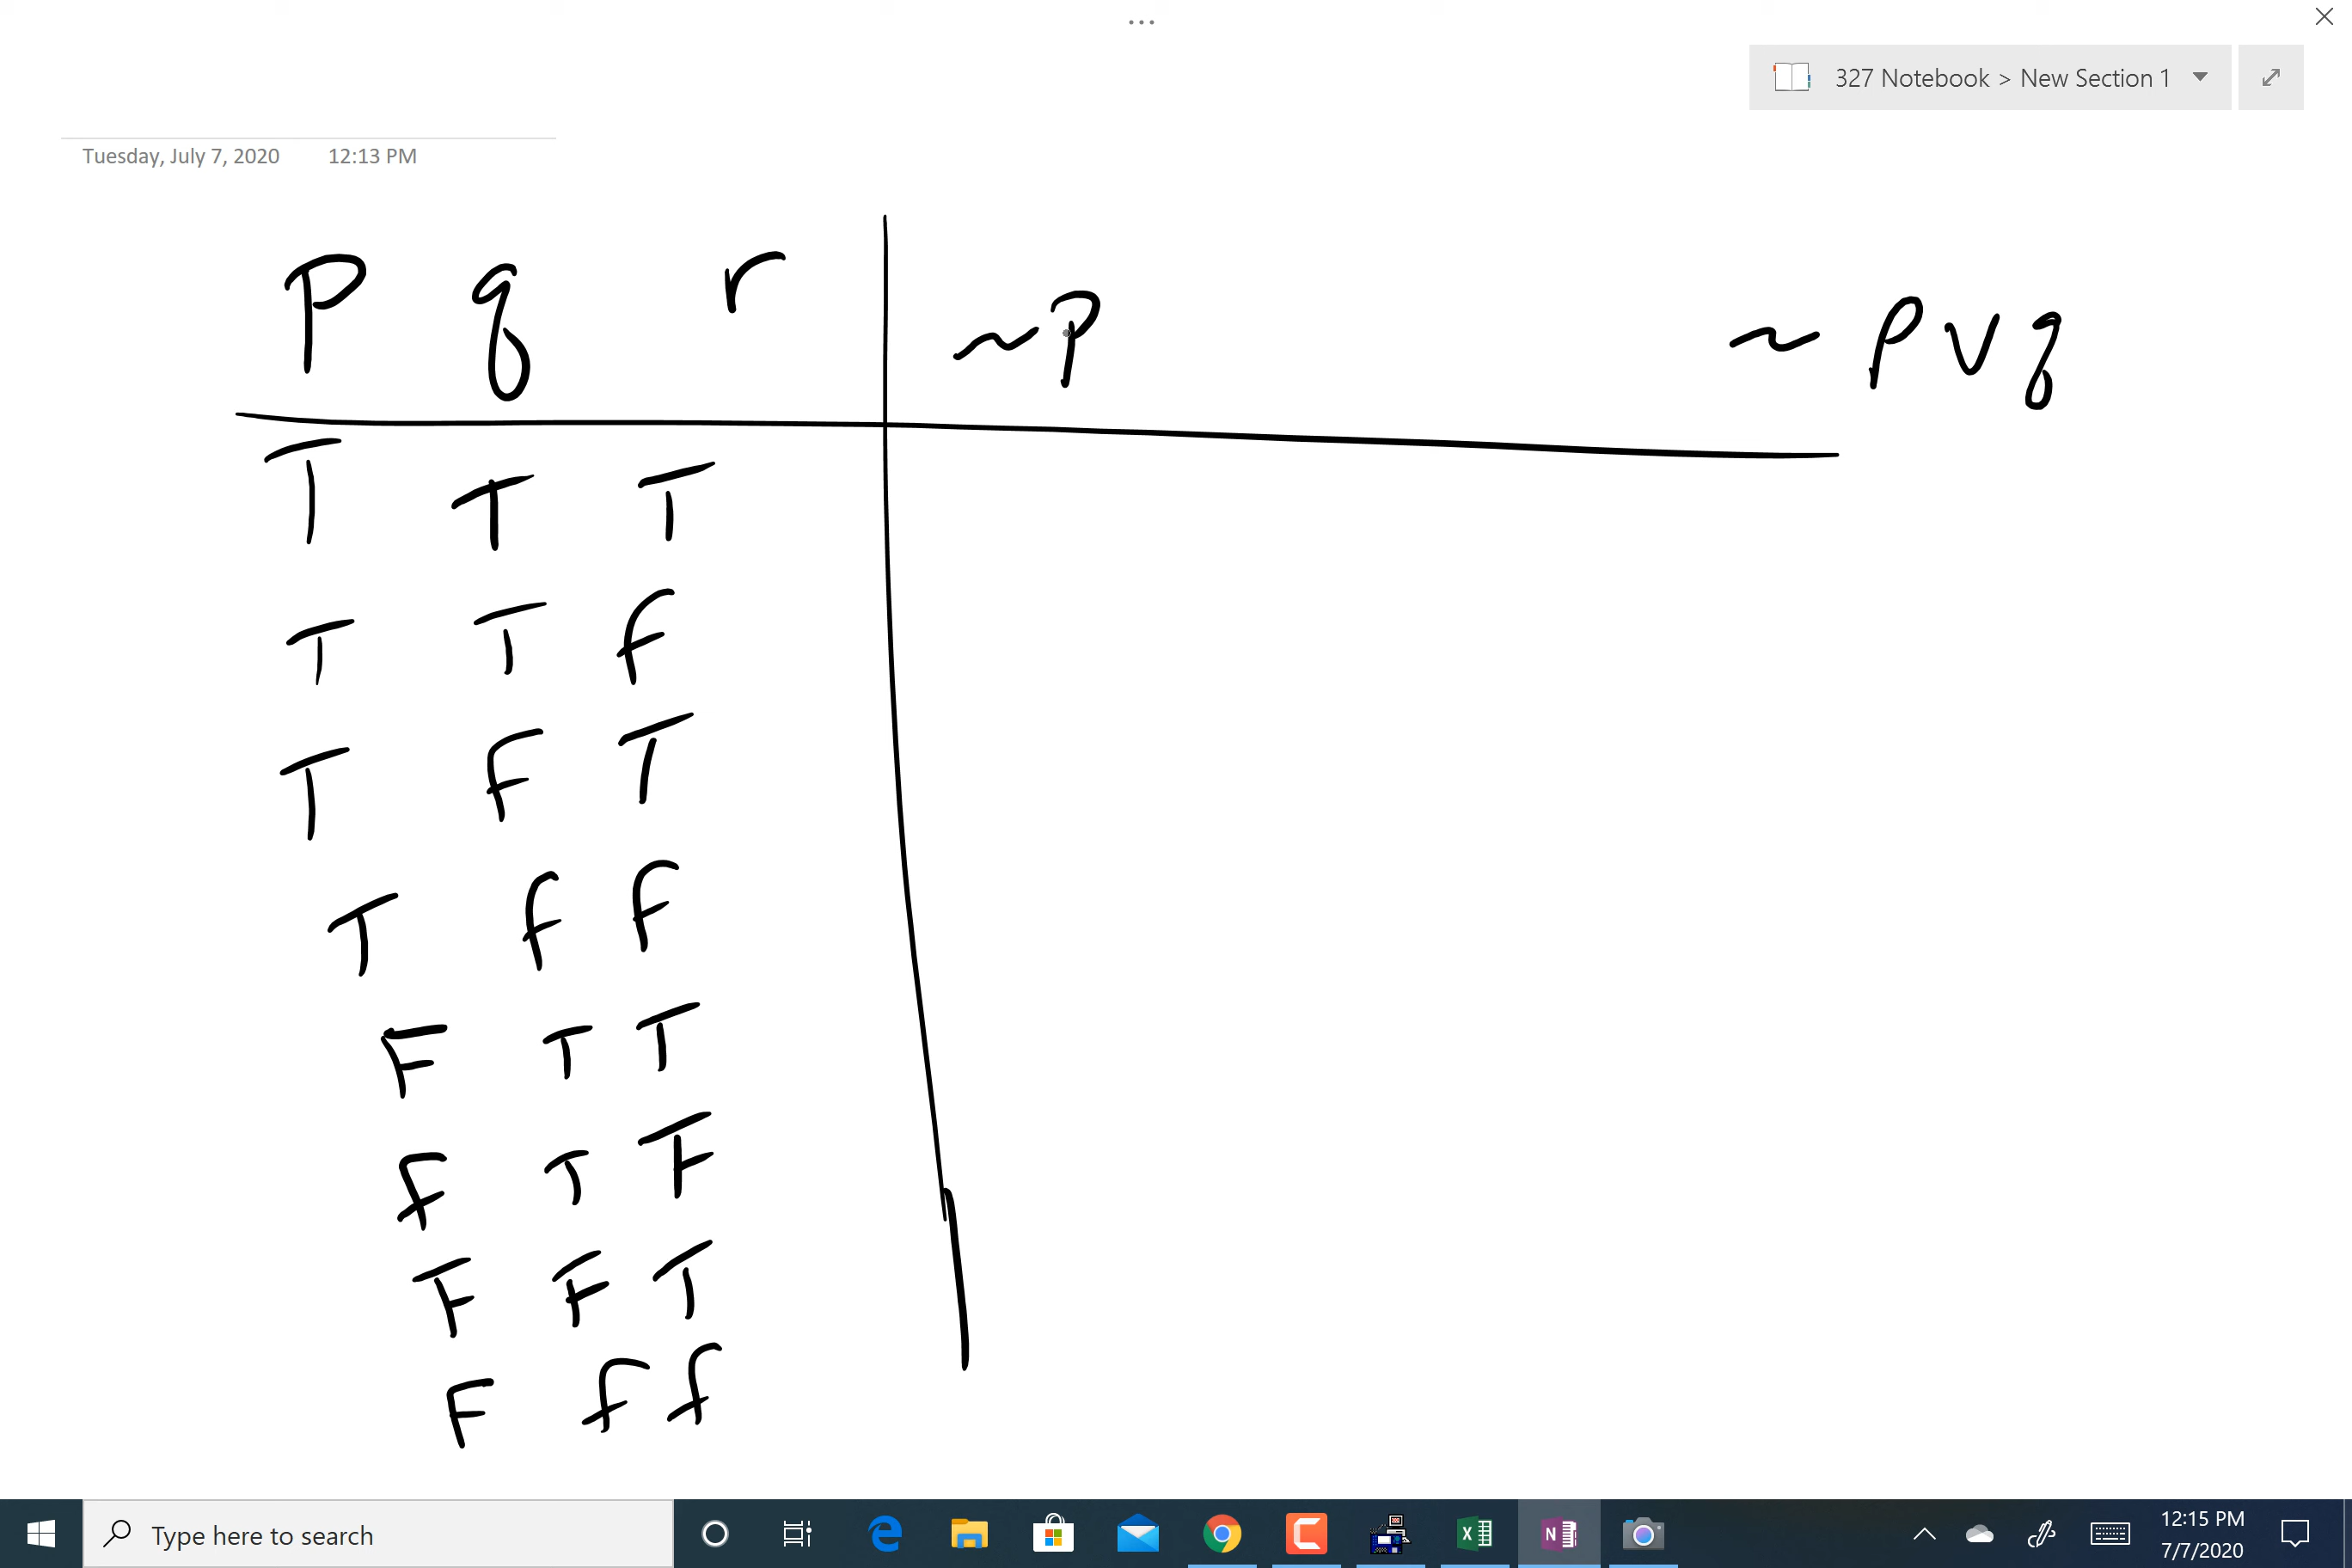 ...
327 Notebook > New Section 1
Tuesday, July 7, 2020 12:13 PM
P q r ~P ~ P v q
T T T
T T F
T F T
T F F
F T T
F T F
F F T
F F F
Type here to search
12:15 PM
7/7/2020